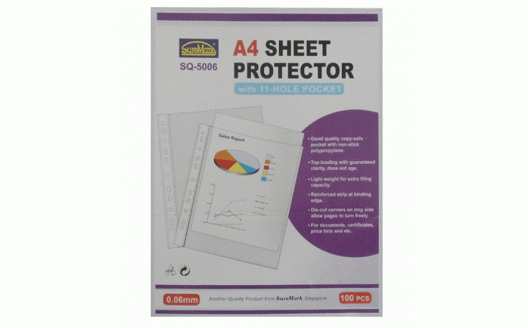 SureMark
SQ-5006
A4 SHEET
PROTECTOR
with 11-HOLE POCKET
Sales Report
• Good quality copy-safe
pocket with non-stick
polypropylene.
• Top-loading with guaranteed
clarity, does not age.
• Light weight for extra filing
capacity.
• Reinforced strip at binding
edge.
• Die-cut corners on ring side
allow pages to turn freely.
• For documents, certificates,
price lists and etc.
0.06mm
Another Quality Product from SureMark Singapore
100 PCS